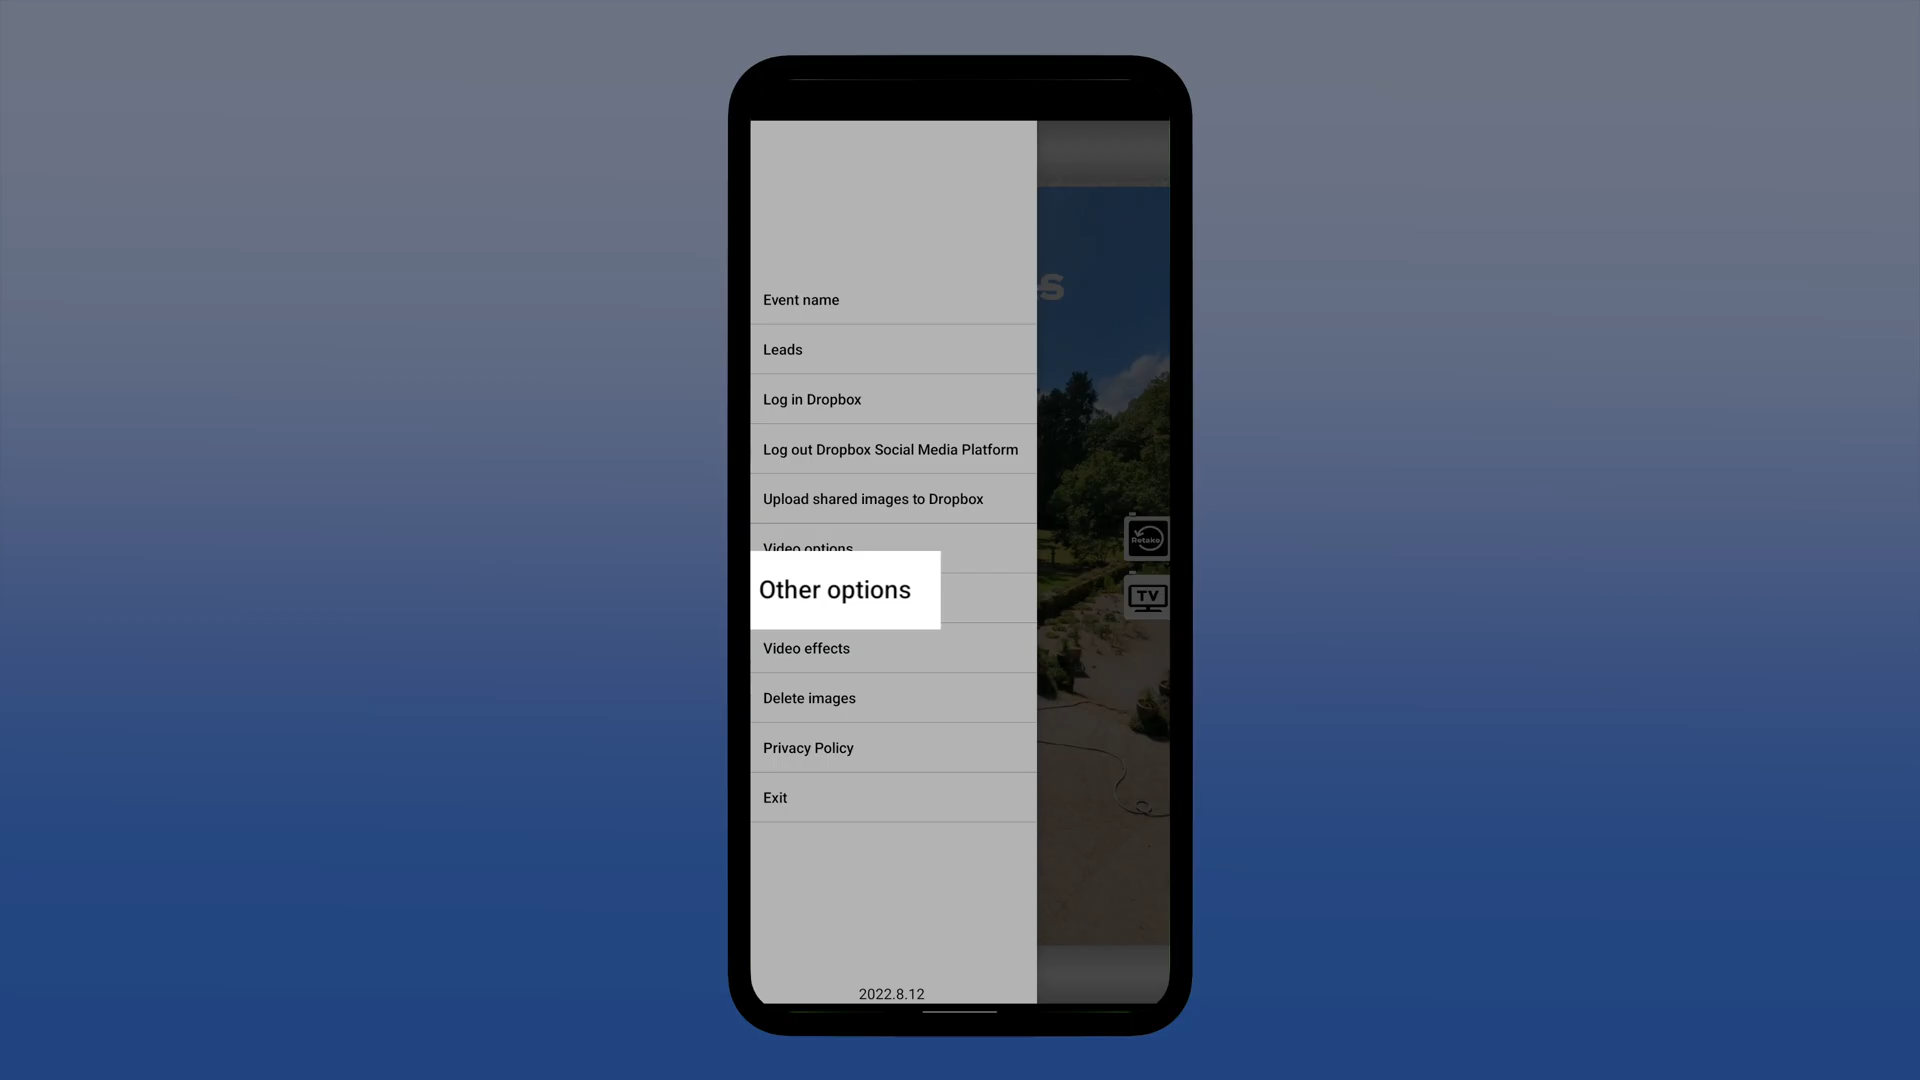 Event name
Leads
Log in Dropbox
Log out Dropbox Social Media Platform
Upload shared images to Dropbox
Video options
Other options
Video effects
Delete images
Privacy Policy
Exit
2022.8.12
s
Retake
TV